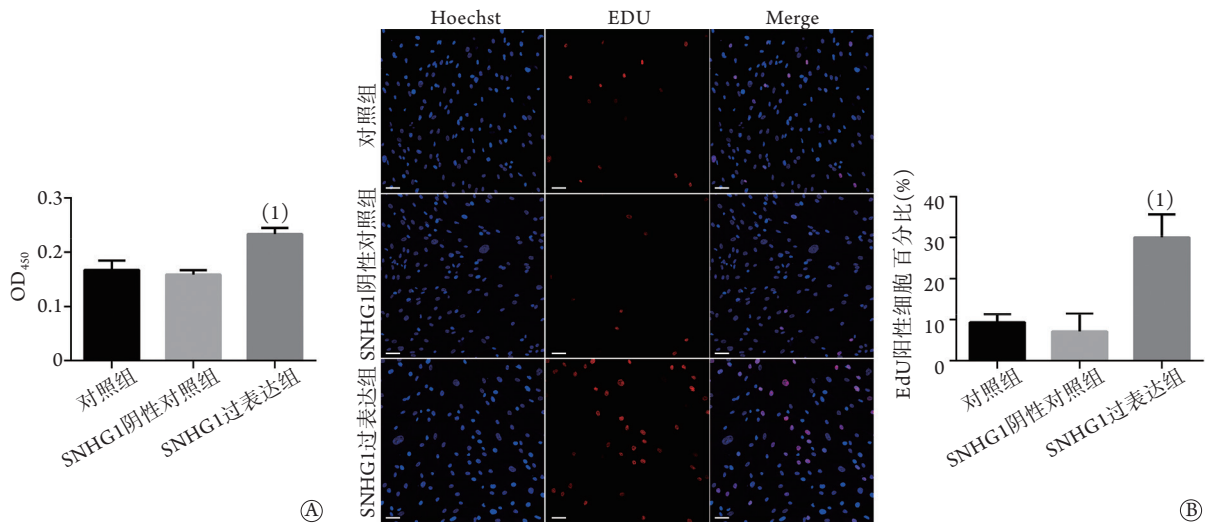 Hoechst
EDU
Merge
对照组
SNHG1阴性对照组
SNHG1过表达组
OD450
0.3
0.2
0.1
0
(1)
对照组
SNHG1阴性对照组
SNHG1过表达组
Ⓐ
EdU阳性细胞 百分比(%)
40
30
20
10
0
(1)
对照组
SNHG1阴性对照组
SNHG1过表达组
Ⓑ